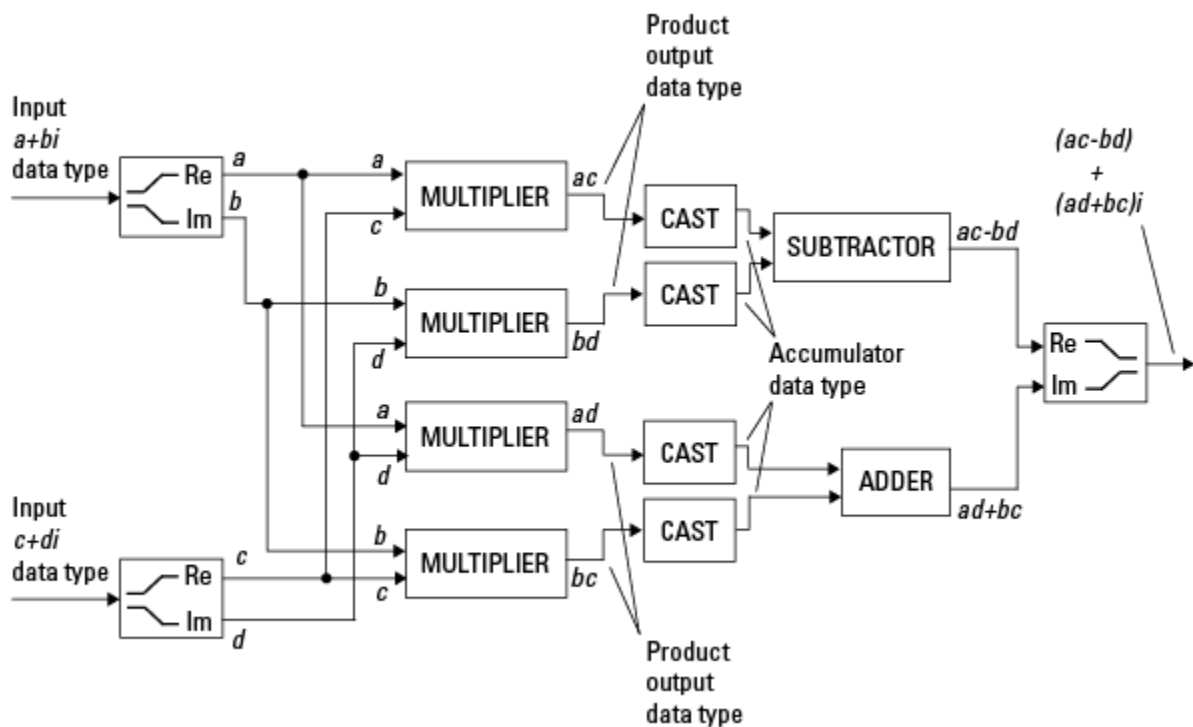 Product
output
data type
Input
a+bi
data type
Re
Im
a
b
a
c
MULTIPLIER
ac
CAST
SUBTRACTOR
ac-bd
(ac-bd)
+
(ad+bc)i
b
d
MULTIPLIER
bd
CAST
Accumulator
data type
Re
Im
a
d
MULTIPLIER
ad
CAST
ADDER
ad+bc
Input
c+di
data type
Re
Im
c
d
b
c
MULTIPLIER
bc
CAST
Product
output
data type